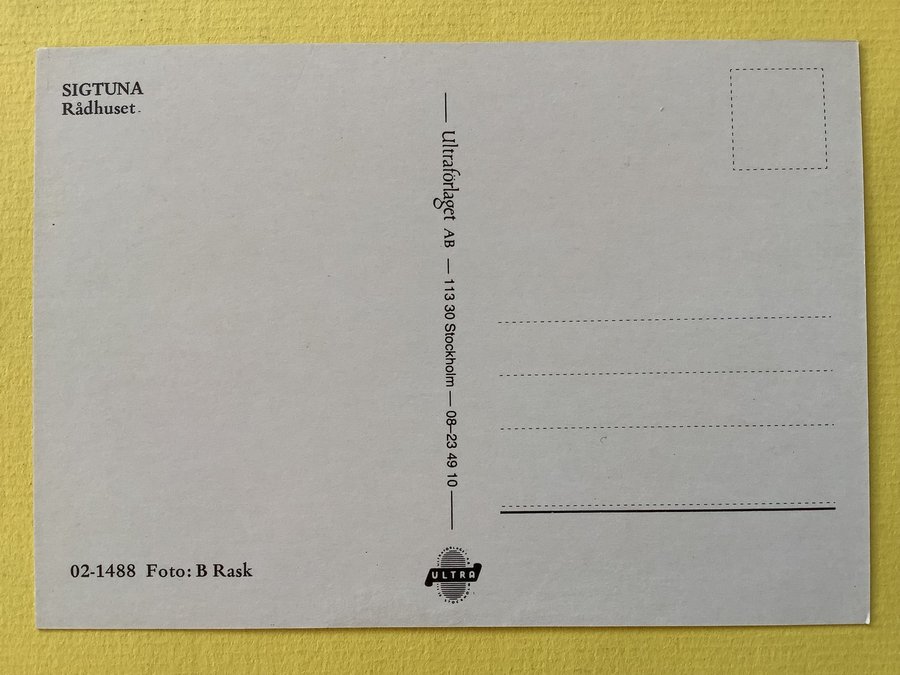 SIGTUNA
Rådhuset.
— Ultraförlaget AB — 113 30 Stockholm — 08–23 49 10 —
02-1488 Foto: B Rask
ULTRA